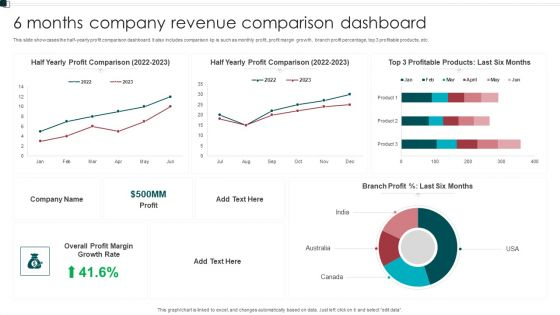 6 months company revenue comparison dashboard
This slide showcases the half-yearly profit comparison dashboard. It also includes comparison kp is such as monthly profit, profit margin growth, branch profit percentage, top 3 profitable products, etc.
Half Yearly Profit Comparison (2022-2023)
2022 2023
14
12
10
8
6
4
2
0
Jan Feb Mar Apr May Jun
Half Yearly Profit Comparison (2022-2023)
2022 2023
35
30
25
20
15
10
5
0
Jul Aug Sep Oct Nov Dec
Top 3 Profitable Products: Last Six Months
Jan Feb Mar April May Jun
Product 1
Product 2
Product 3
0 100 200 300 400
Company Name
$500MM
Profit
Add Text Here
Overall Profit Margin
Growth Rate
41.6%
Add Text Here
Branch Profit %: Last Six Months
India
Australia
Canada
USA
This graph/chart is linked to excel, and changes automatically based on data. Just left click on it and select "edit data".